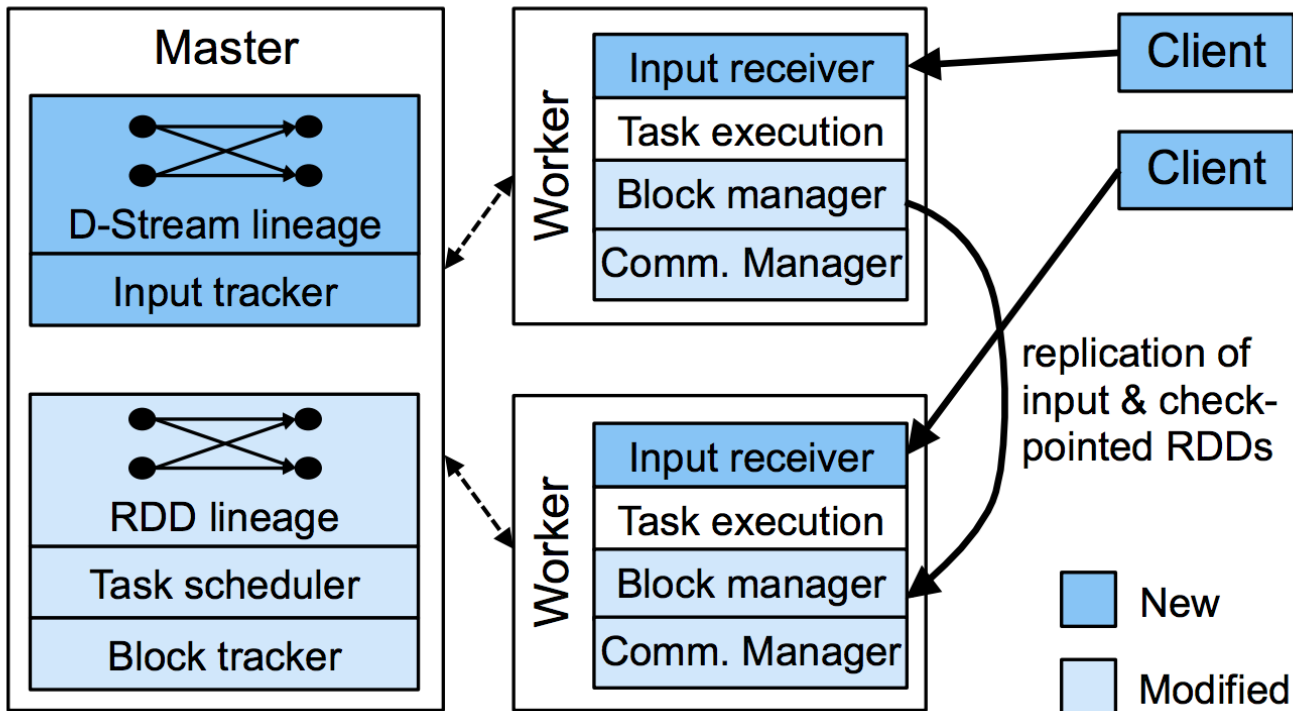 Master
D-Stream lineage
Input tracker
RDD lineage
Task scheduler
Block tracker
Worker
Input receiver
Task execution
Block manager
Comm. Manager
Worker
Input receiver
Task execution
Block manager
Comm. Manager
Client
Client
replication of
input & check-
pointed RDDs
New
Modified